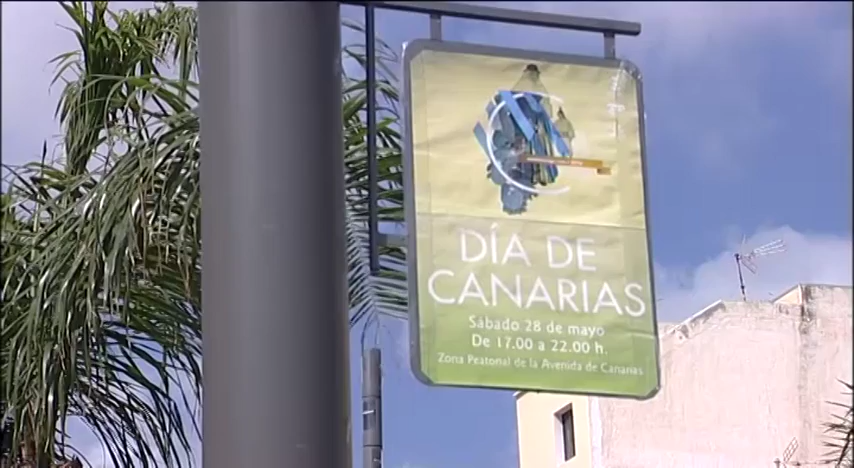 DÍA DE
CANARIAS
Sábado 28 de mayo
De 17.00 a 22.00 h.
Zona Peatonal de la Avenida de Canarias